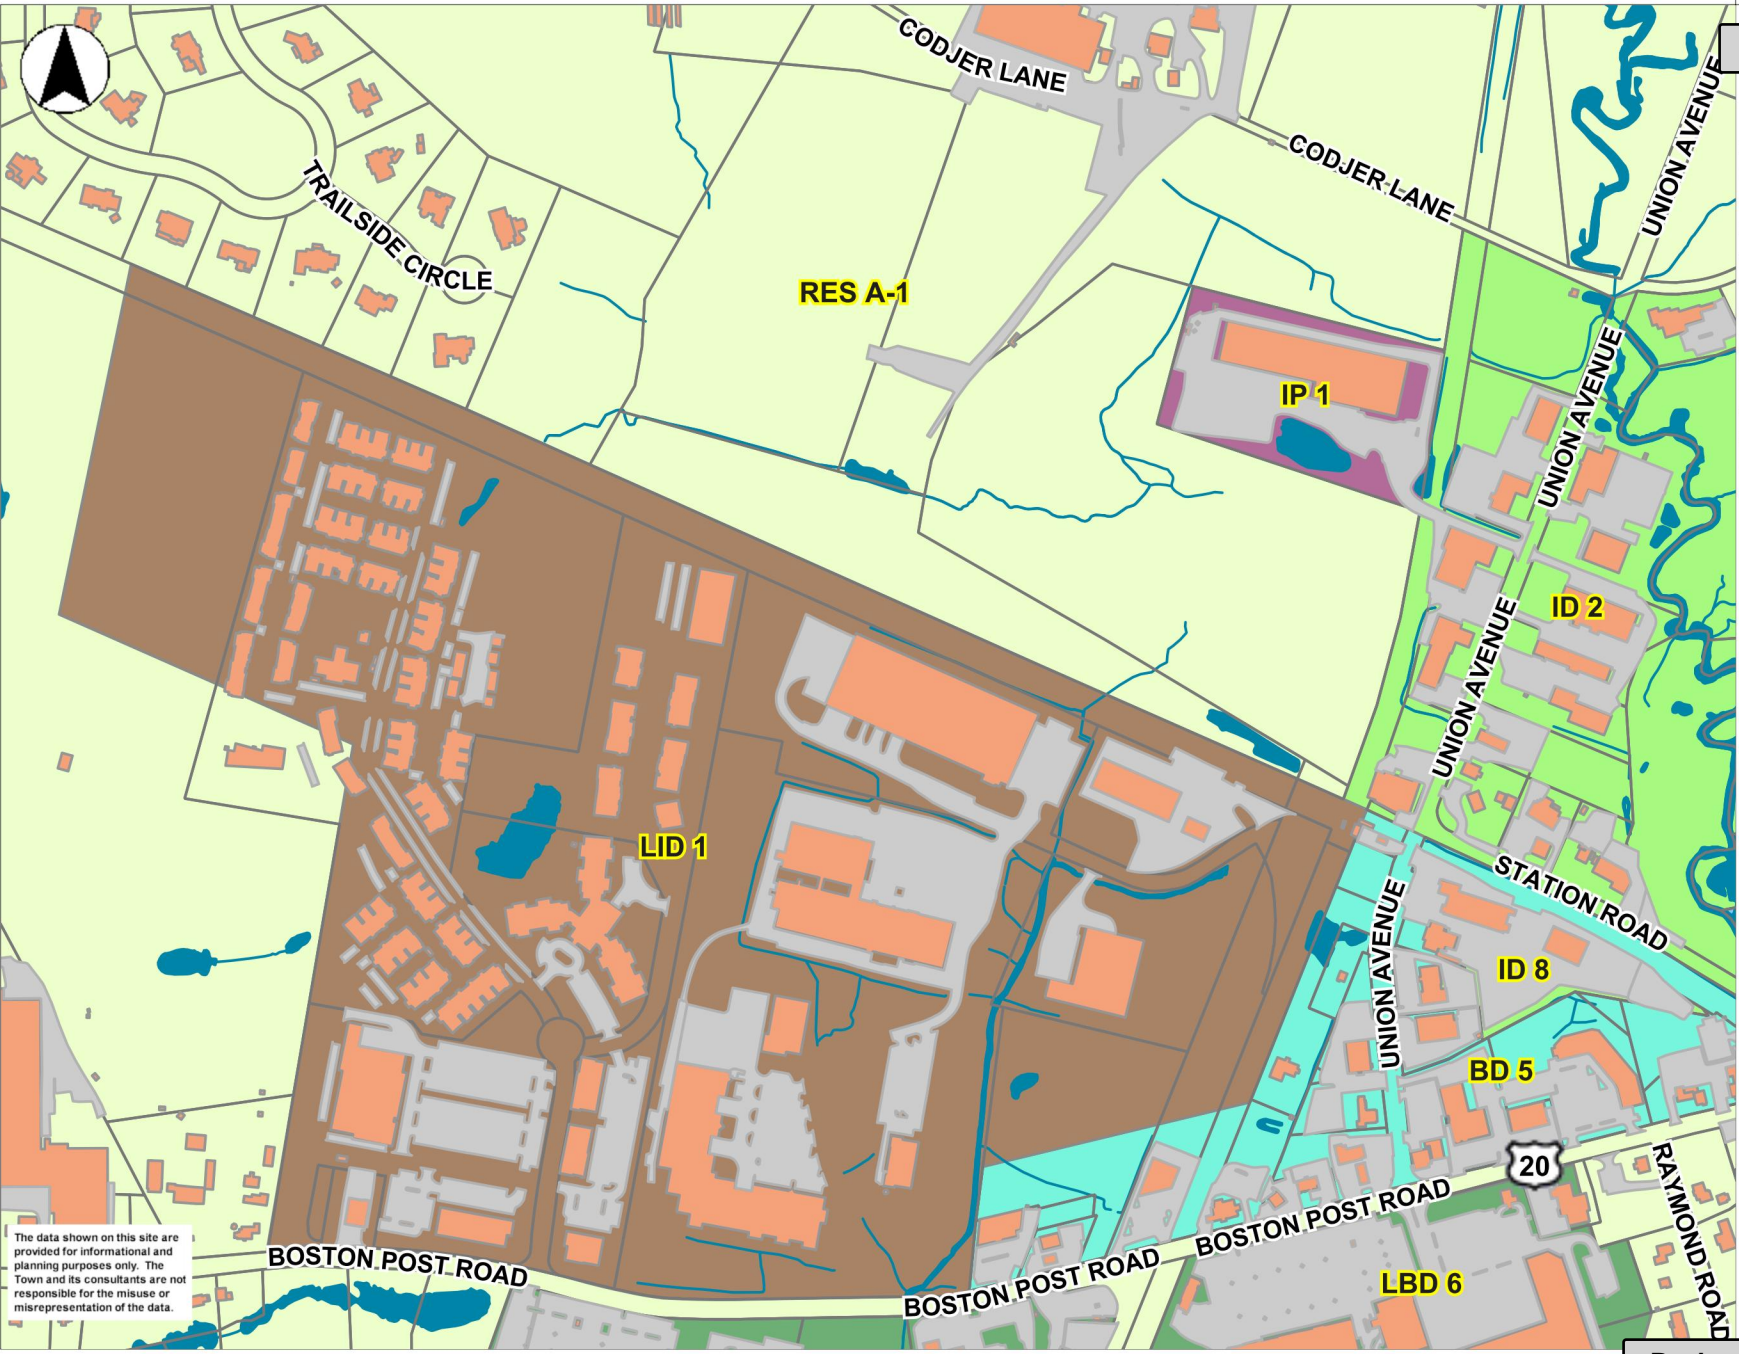 CODJER LANE
UNION AVENUE
CODJER LANE
TRAILSIDE CIRCLE
RES A-1
IP 1
UNION AVENUE
ID 2
UNION AVENUE
LID 1
STATION ROAD
UNION AVENUE
ID 8
BD 5
20
RAYMOND ROAD
BOSTON POST ROAD
The data shown on this site are
provided for informational and
planning purposes only. The
Town and its consultants are not
responsible for the misuse or
misrepresentation of the data.
BOSTON POST ROAD
BOSTON POST ROAD
LBD 6